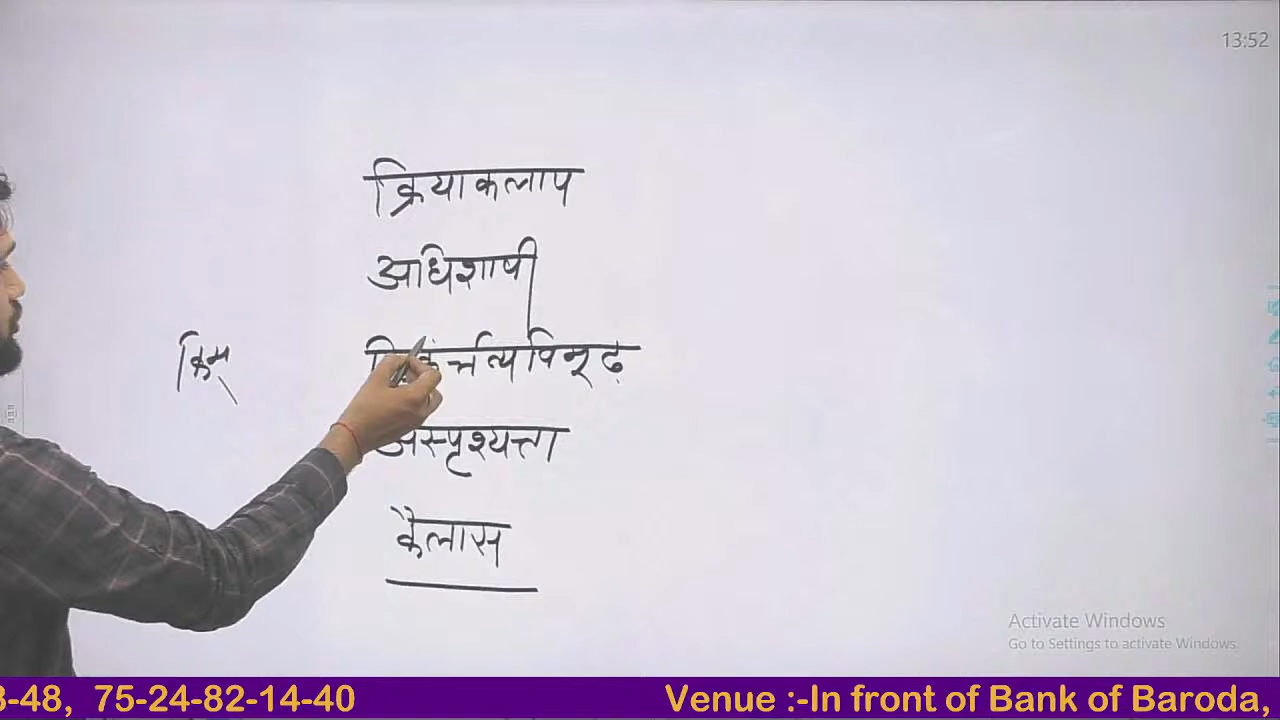 13:52
क्रियाकलाप
अधिशाषी
किम्
अस्पृश्यत्ता
कैलास
Activate Windows
Go to Settings to activate Windows.
8-48, 75-24-82-14-40 Venue :-In front of Bank of Baroda,